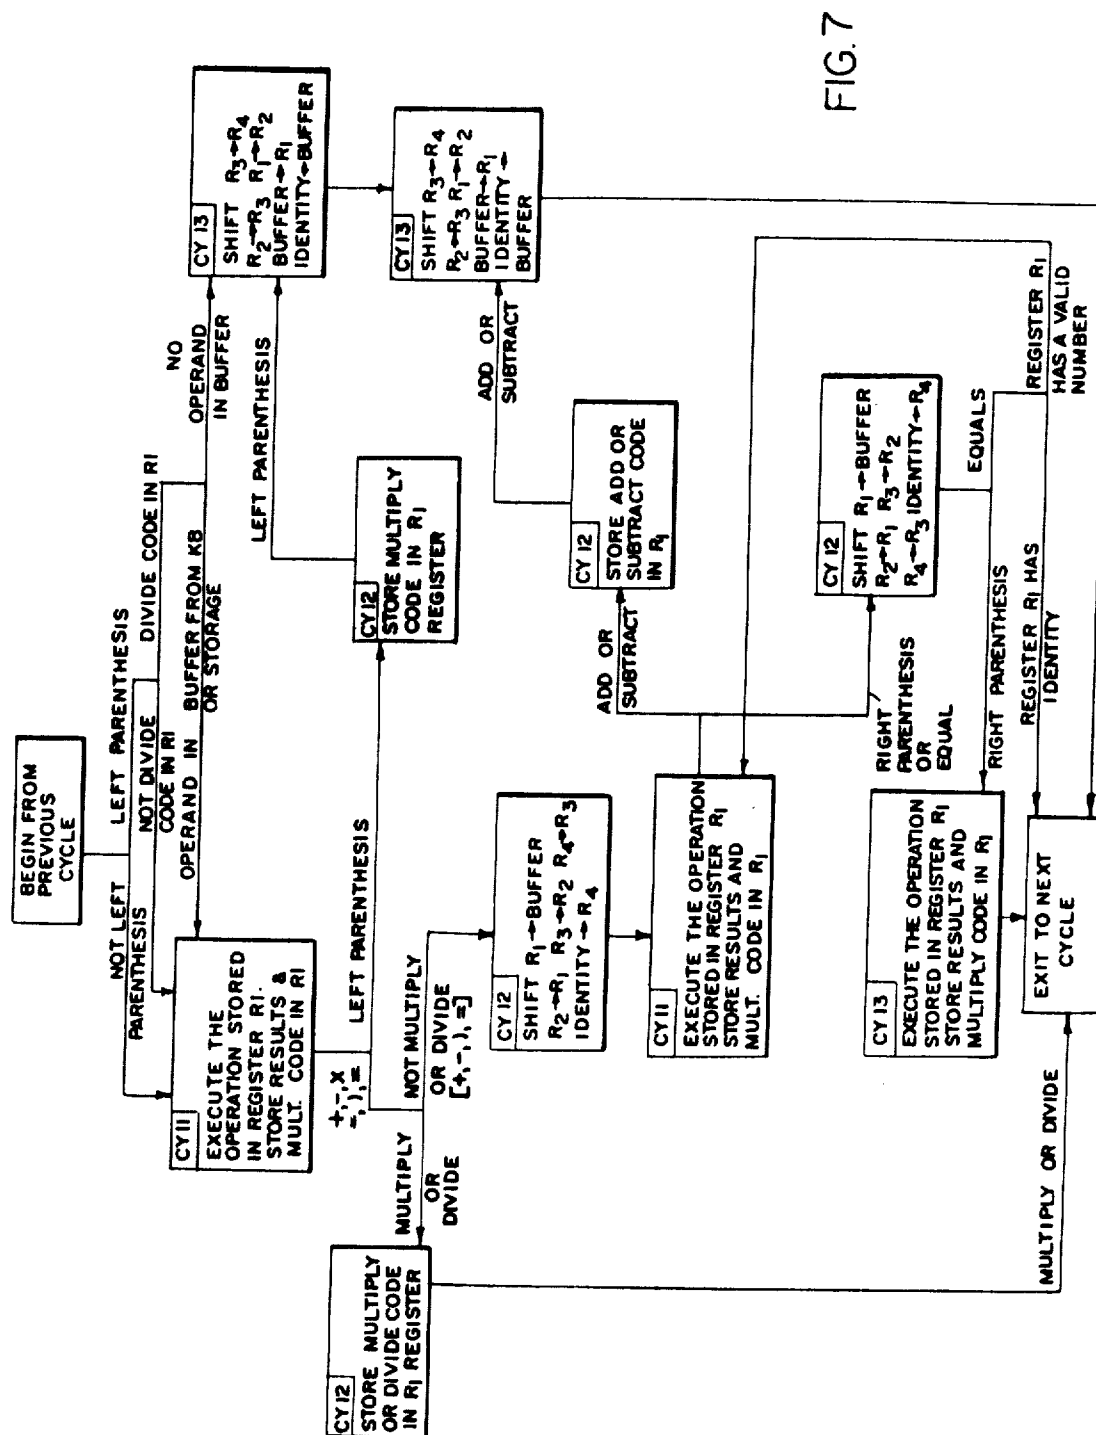 BEGIN FROM
PREVIOUS
CYCLE
NOT LEFT
PARENTHESIS
LEFT PARENTHESIS
NOT DIVIDE
CODE IN R1
DIVIDE CODE IN R1
OPERAND IN BUFFER FROM KB
OR STORAGE
NO
OPERAND
IN BUFFER
CY 11
EXECUTE THE
OPERATION STORED
IN REGISTER R1.
STORE RESULTS &
MULT. CODE IN R1
CY 13
SHIFT R3→R4
R2→R3 R1→R2
BUFFER→R1
IDENTITY→BUFFER
+,-,X
=,),=
LEFT PARENTHESIS
CY12
STORE MULTIPLY
CODE IN R1
REGISTER
LEFT PARENTHESIS
CY13
SHIFT R3→R4
R2→R3 R1→R2
BUFFER→R1
IDENTITY→
BUFFER
MULTIPLY
OR
DIVIDE
NOT MULTIPLY
OR DIVIDE
[+,-,),=]
CY12
STORE MULTIPLY
OR DIVIDE CODE
IN R1 REGISTER
CY 12
SHIFT R1→BUFFER
R2→R1 R3→R2 R4→R3
IDENTITY→R4
ADD OR
SUBTRACT
CY 12
STORE ADD OR
SUBTRACT CODE
IN R1
ADD OR
SUBTRACT
CY11
EXECUTE THE OPERATION
STORED IN REGISTER R1
STORE RESULTS AND
MULT. CODE IN R1
RIGHT
PARENTHESIS
OR
EQUAL
CY 12
SHIFT R1→BUFFER
R2→R1 R3→R2
R4→R3 IDENTITY→R4
CY 13
EXECUTE THE OPERATION
STORED IN REGISTER R1
STORE RESULTS AND
MULTIPLY CODE IN R1
RIGHT PARENTHESIS
EQUALS
REGISTER R1 HAS
IDENTITY
REGISTER R1
HAS A VALID
NUMBER
MULTIPLY OR DIVIDE
EXIT TO NEXT
CYCLE
FIG. 7